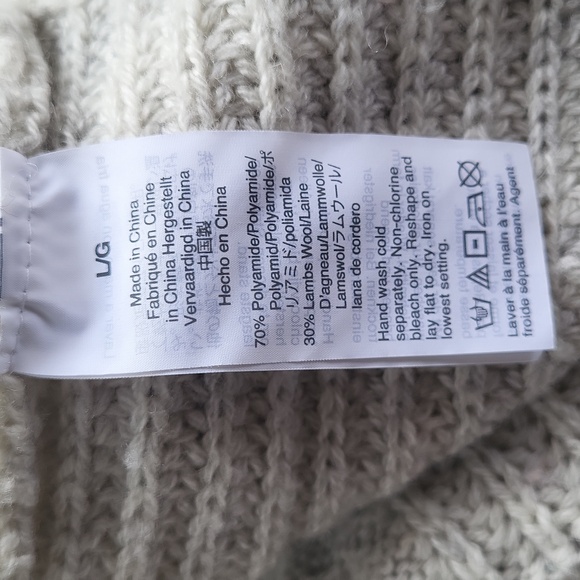 L/G
Made in China
Fabriqué en Chine
in China Hergestellt
Vervaardigd in China
中国製
Hecho en China
70% Polyamide/Polyamide/
Polyamid/Polyamide/ポ
リアミド/poliamida
30% Lambs Wool/Laine
D'agneau/Lammwolle/
Lamswol/ラムウール/
lana de cordero
Hand wash cold
separately. Non-chlorine
bleach only. Reshape and
lay flat to dry. Iron on
lowest setting.
Laver à la main à l'eau
froide séparément. Agent